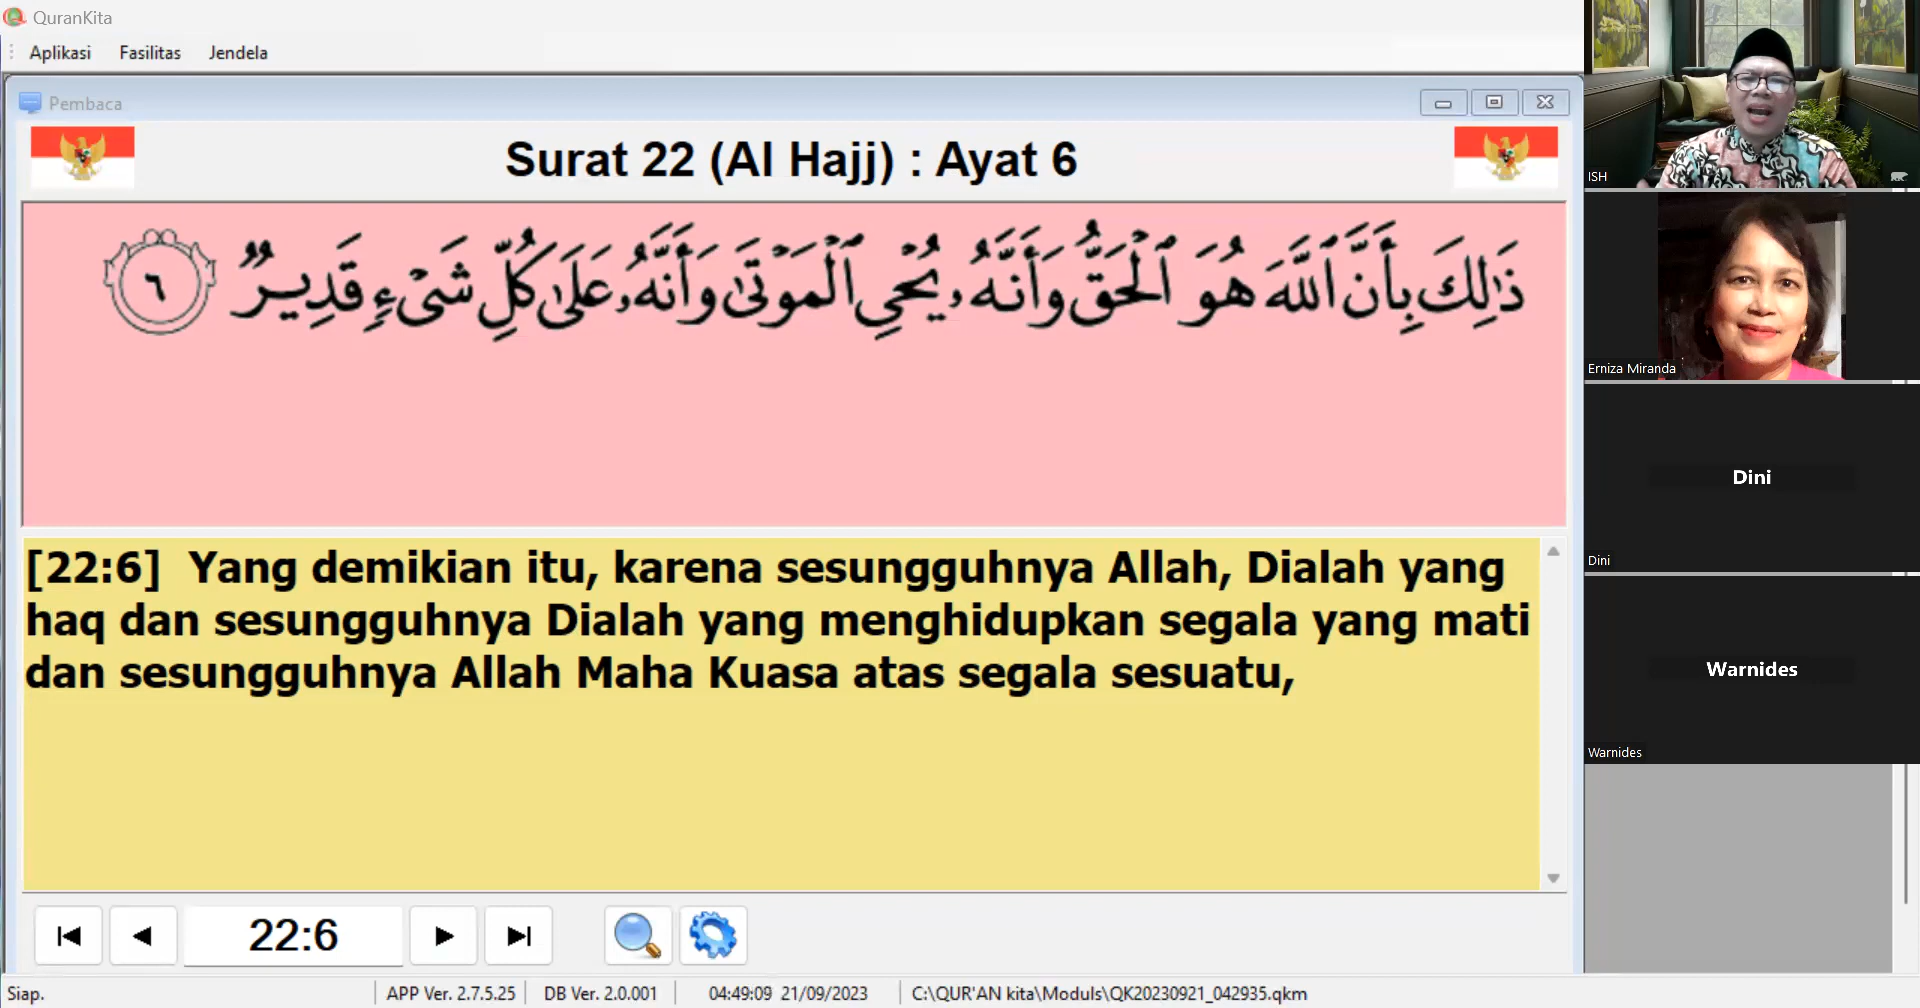 QuranKita
Aplikasi Fasilitas Jendela
Pembaca
Surat 22 (Al Hajj) : Ayat 6
ذَٰلِكَ بِأَنَّ ٱللَّهَ هُوَ ٱلْحَقُّ وَأَنَّهُۥ يُحْىِ ٱلْمَوْتَىٰ وَأَنَّهُۥ عَلَىٰ كُلِّ شَىْءٍ قَدِيرٌ ٦
[22:6] Yang demikian itu, karena sesungguhnya Allah, Dialah yang
haq dan sesungguhnya Dialah yang menghidupkan segala yang mati
dan sesungguhnya Allah Maha Kuasa atas segala sesuatu,
22:6
Siap. APP Ver. 2.7.5.25 DB Ver. 2.0.001 04:49:09 21/09/2023 C:\QUR'AN kita\Moduls\QK20230921_042935.qkm
ISH
Erniza Miranda
Dini
Dini
Warnides
Warnides